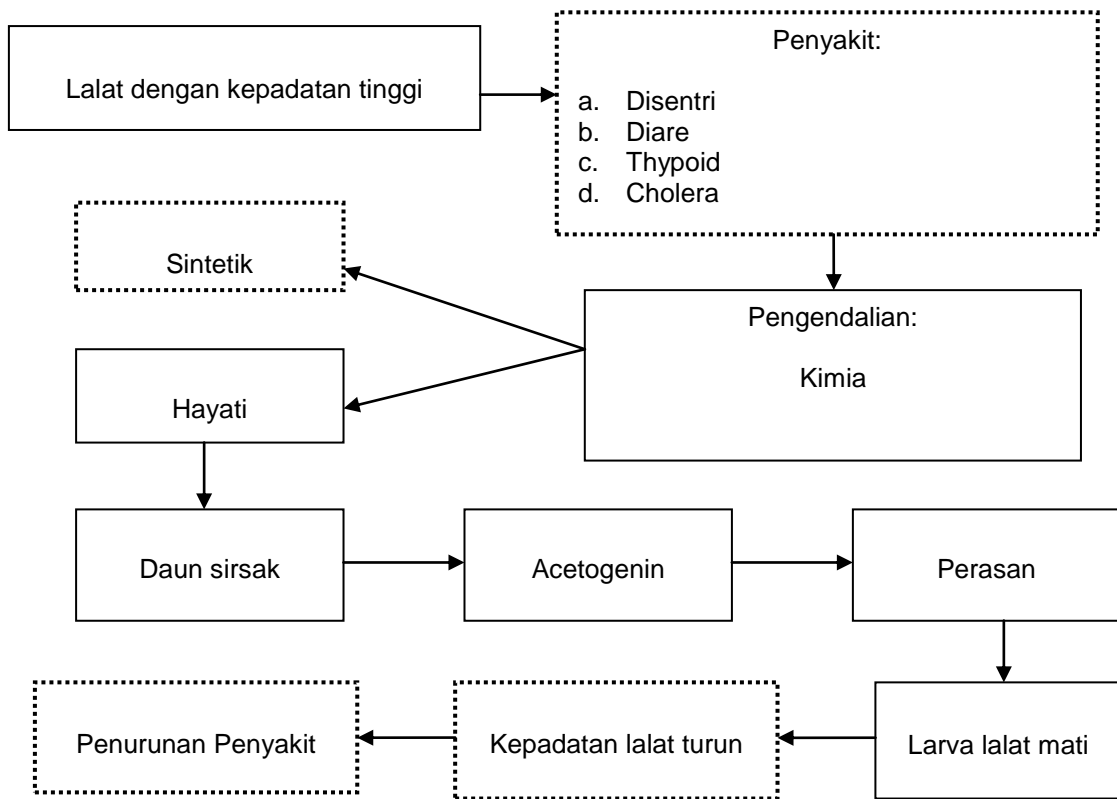 Lalat dengan kepadatan tinggi
Penyakit:
a. Disentri
b. Diare
c. Thypoid
d. Cholera
Sintetik
Pengendalian:
Kimia
Hayati
Daun sirsak
Acetogenin
Perasan
Larva lalat mati
Kepadatan lalat turun
Penurunan Penyakit